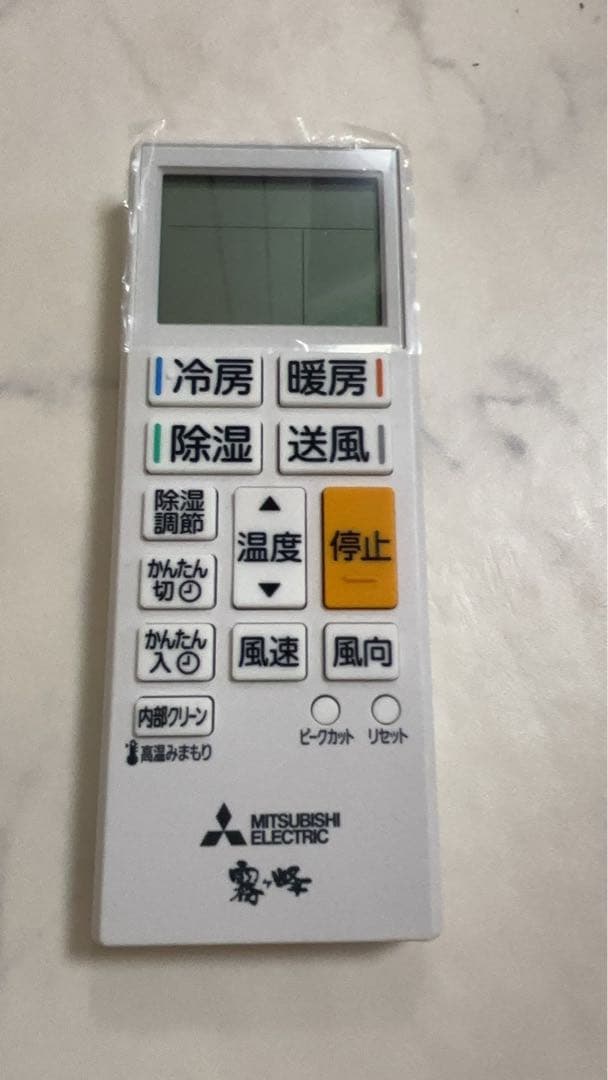 冷房 暖房
除湿 送風
除湿
調節
▲
温度
▼
停止
かんたん
切
かんたん
入
風速 風向
内部クリーン
高温みまもり
ピークカット リセット
MITSUBISHI
ELECTRIC
霧ヶ峰